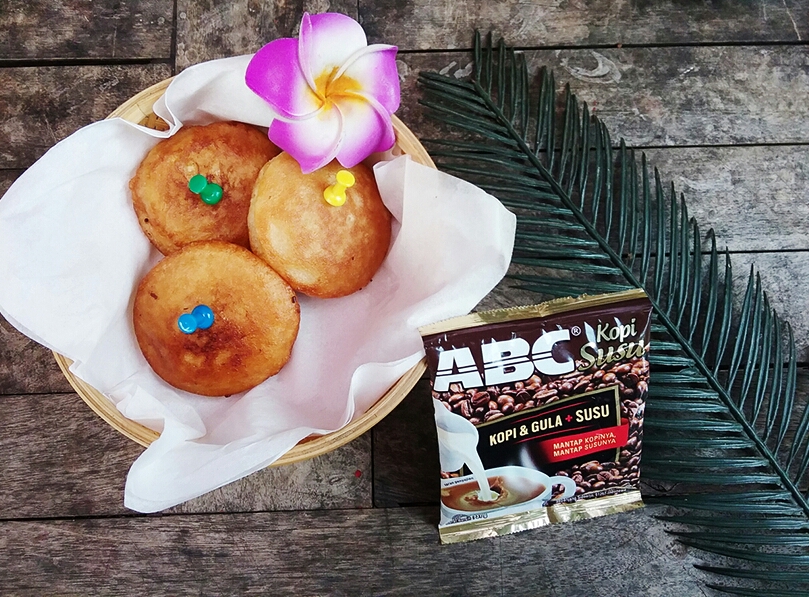 ABC® Kopi
Susu
KOPI & GULA + SUSU
MANTAP KOPINYA,
MANTAP SUSUNYA